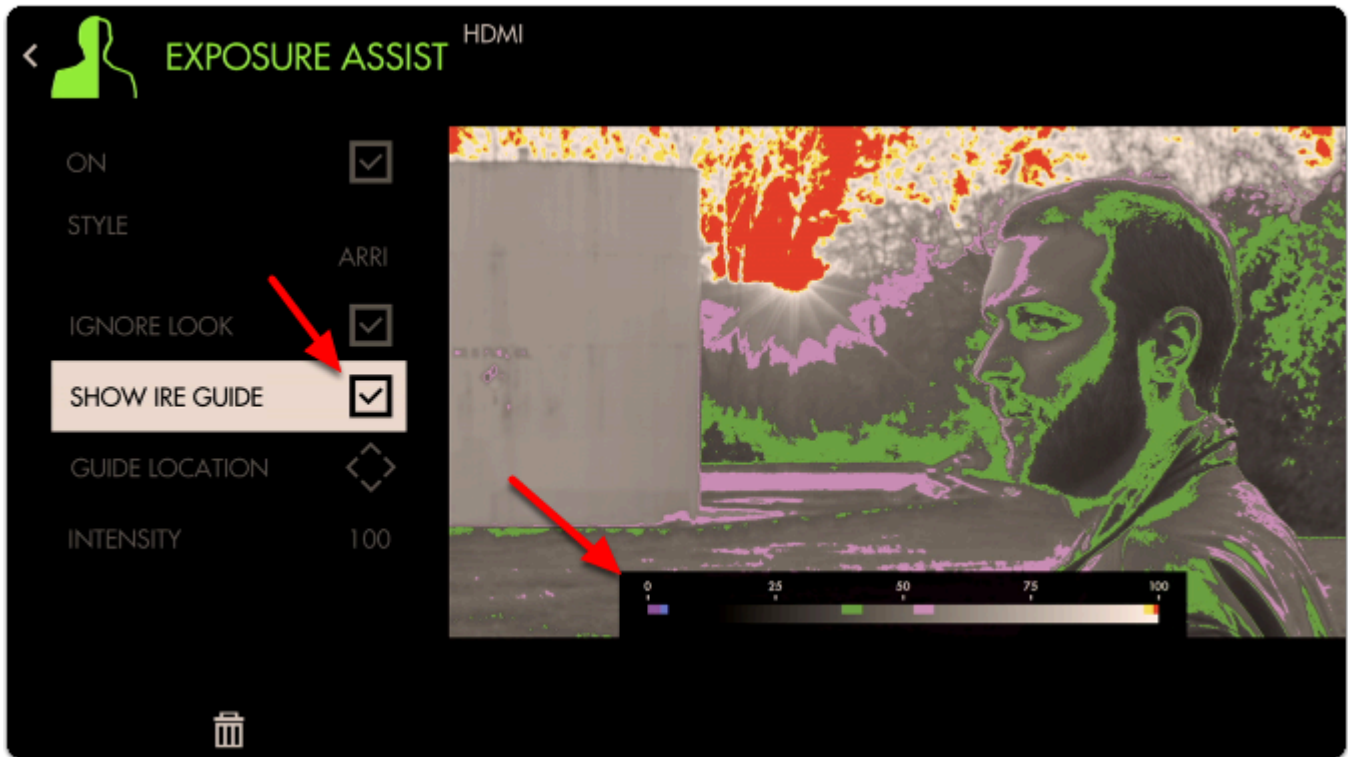 EXPOSURE ASSIST
HDMI
ON
STYLE
ARRI
IGNORE LOOK
SHOW IRE GUIDE
GUIDE LOCATION
INTENSITY 100
0 25 50 75 100